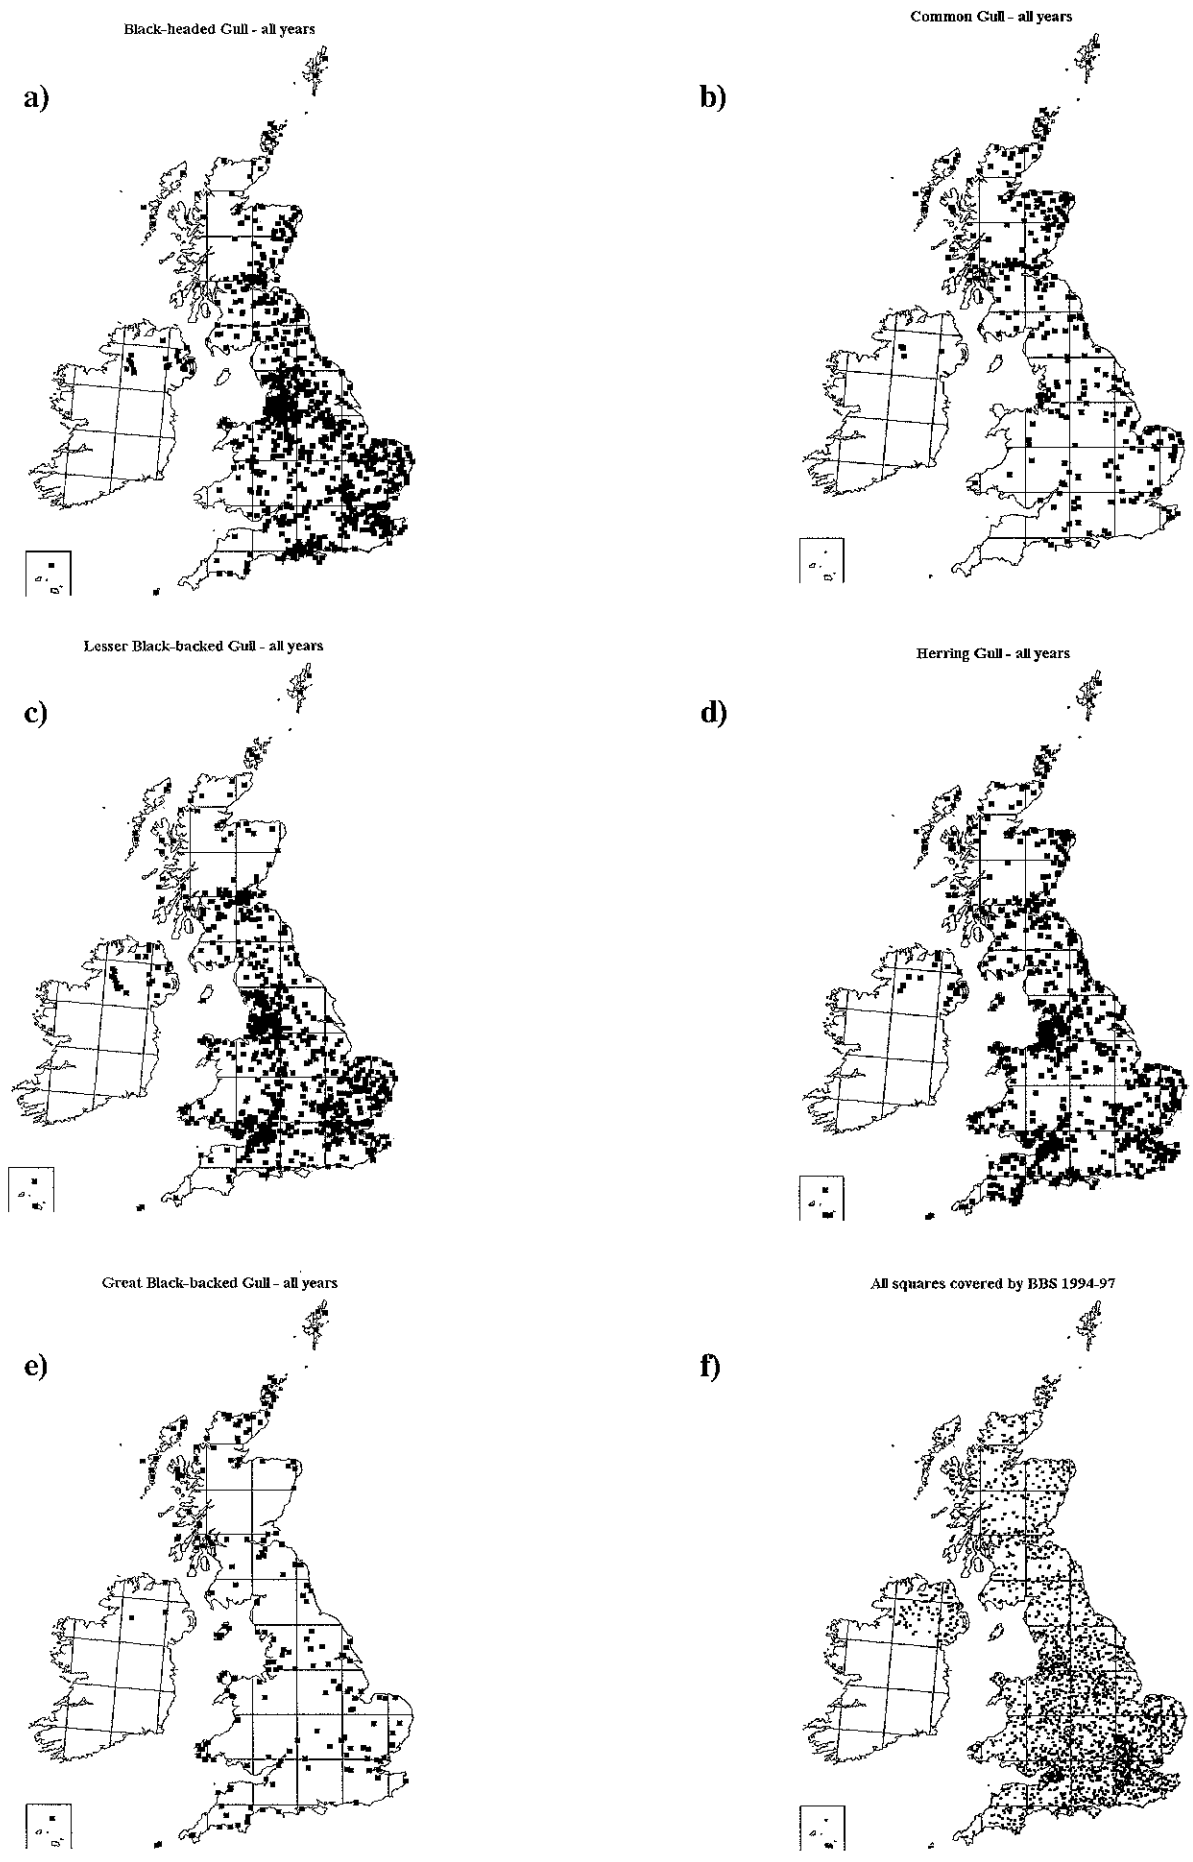 Black-headed Gull - all years
Common Gull - all years
a)
b)
Lesser Black-backed Gull - all years
Herring Gull - all years
c)
d)
Great Black-backed Gull - all years
All squares covered by BBS 1994-97
e)
f)